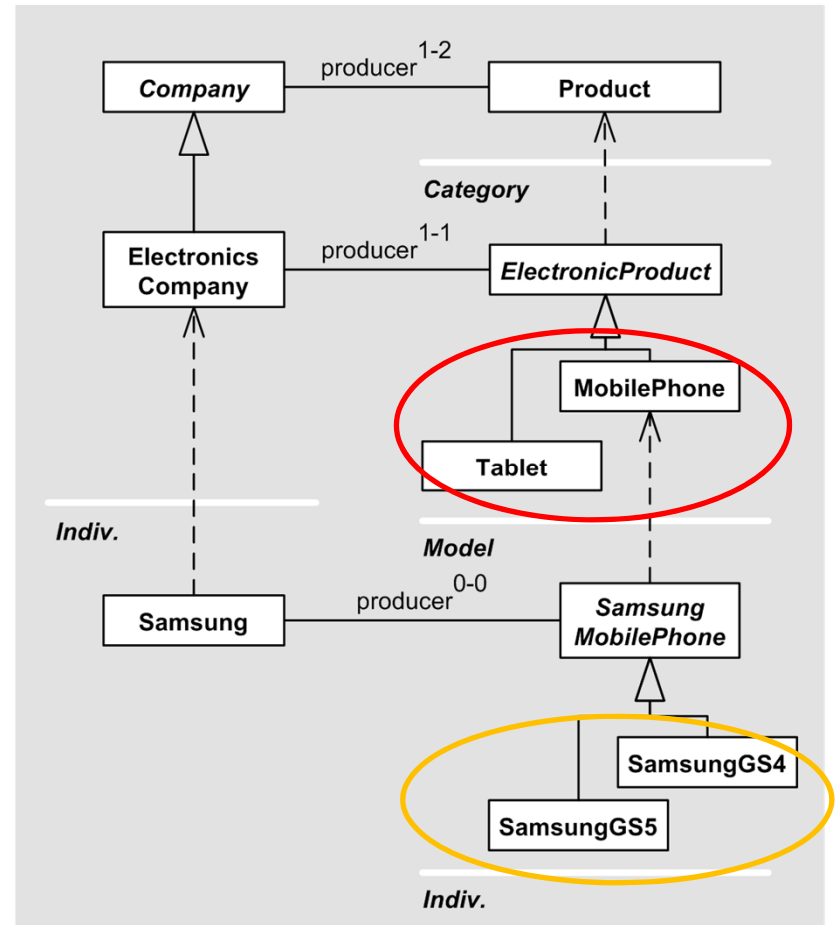 Company
producer 1-2
Product
Category
Electronics
Company
producer 1-1
ElectronicProduct
MobilePhone
Tablet
Indiv.
Model
Samsung
producer 0-0
Samsung
MobilePhone
SamsungGS4
SamsungGS5
Indiv.